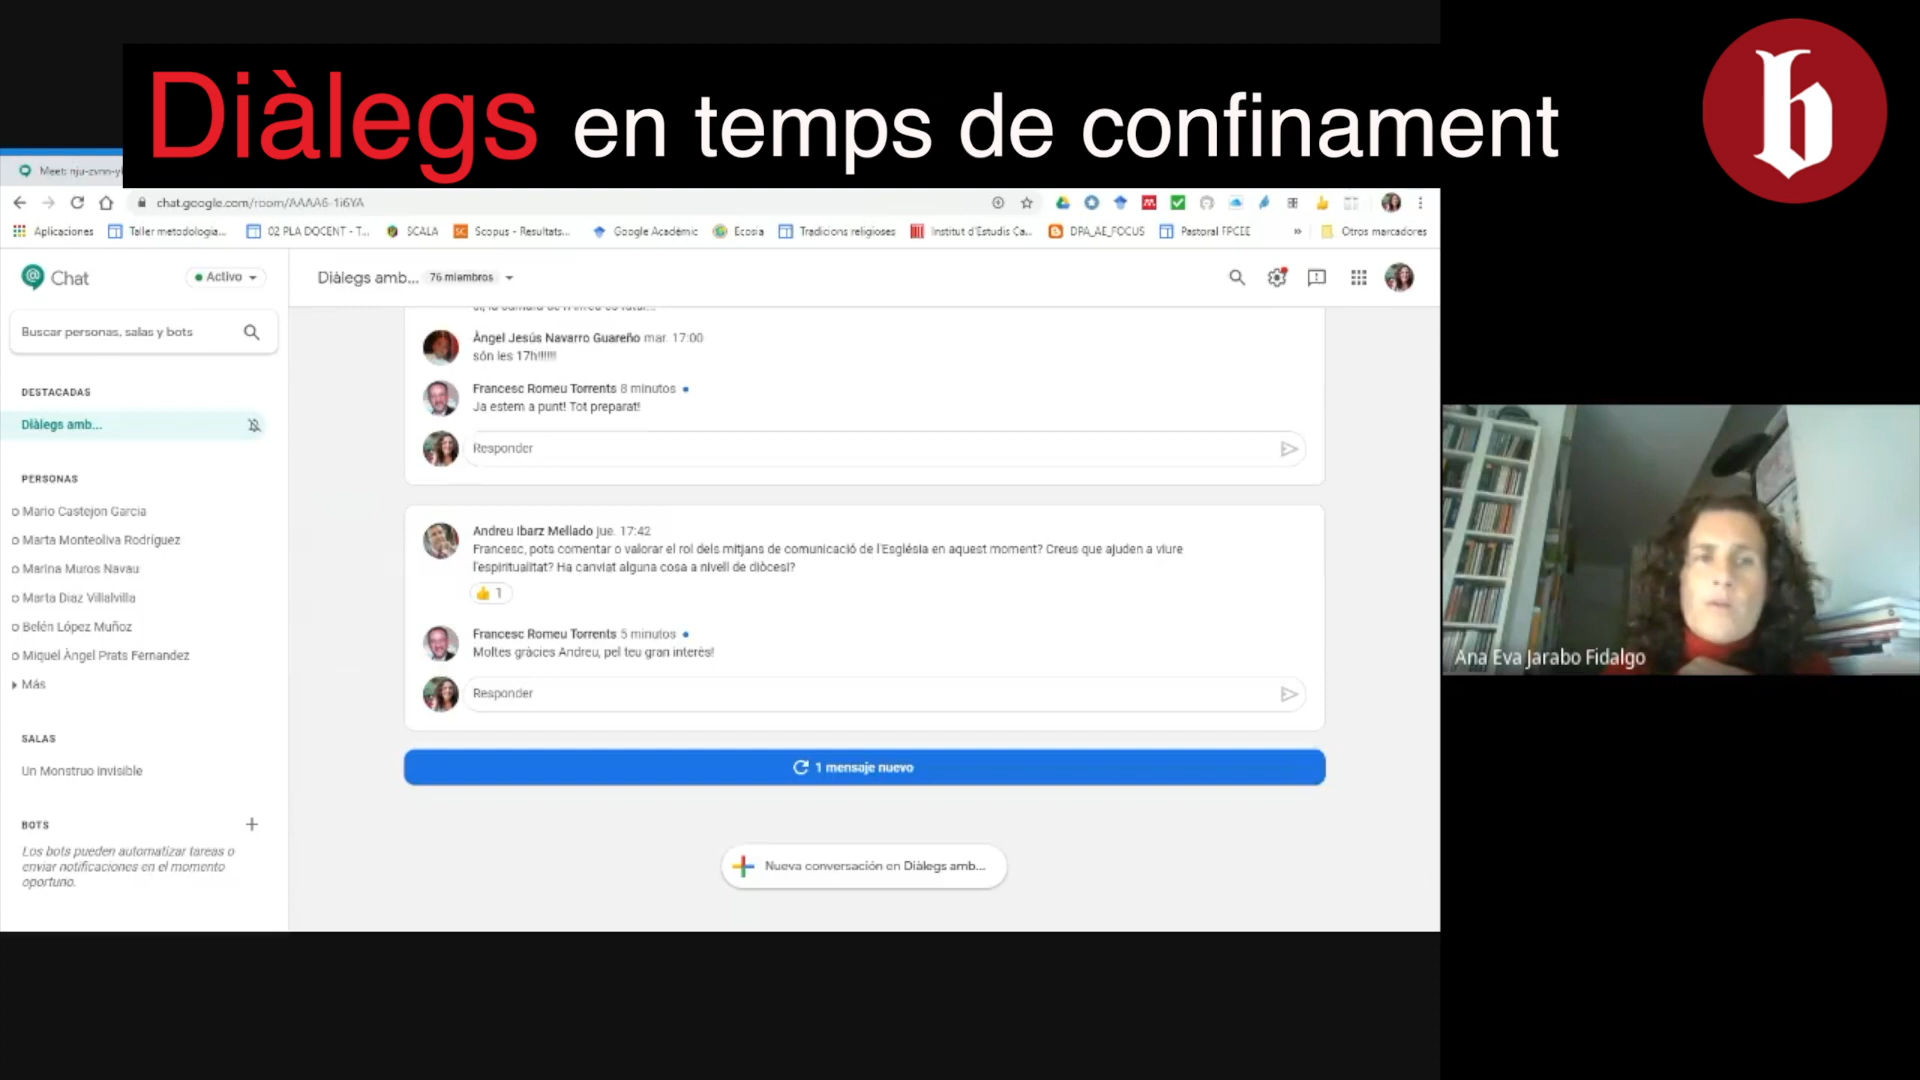 Diàlegs en temps de confinament
b
Meet: nju-zvnn-y
chat.google.com/room/AAAA6-1i6YA
Aplicaciones
Taller metodologia...
02 PLA DOCENT - T...
SCALA
SC
Scopus - Resultats...
Google Acadèmic
Ecosia
Tradicions religioses
Institut d'Estudis Ca...
DPA_AE_FOCUS
Pastoral FPCEE
»
Otros marcadores
Chat
Activo
Diàlegs amb...
76 miembros
Buscar personas, salas y bots
DESTACADAS
Diàlegs amb...
PERSONAS
Mario Castejon Garcia
Marta Monteoliva Rodríguez
Marina Muros Navau
Marta Diaz Villalvilla
Belén López Muñoz
Miquel Àngel Prats Fernandez
Más
SALAS
Un Monstruo invisible
BOTS
Los bots pueden automatizar tareas o
enviar notificaciones en el momento
oportuno.
Àngel Jesús Navarro Guareño mar. 17:00
són les 17h!!!!!!
Francesc Romeu Torrents 8 minutos
Ja estem a punt! Tot preparat!
Responder
Andreu Ibarz Mellado jue. 17:42
Francesc, pots comentar o valorar el rol dels mitjans de comunicació de l'Església en aquest moment? Creus que ajuden a viure
l'espiritualitat? Ha canviat alguna cosa a nivell de diòcesi?
1
Francesc Romeu Torrents 5 minutos
Moltes gràcies Andreu, pel teu gran interès!
Responder
1 mensaje nuevo
Nueva conversación en Diàlegs amb...
Ana Eva Jarabo Fidalgo